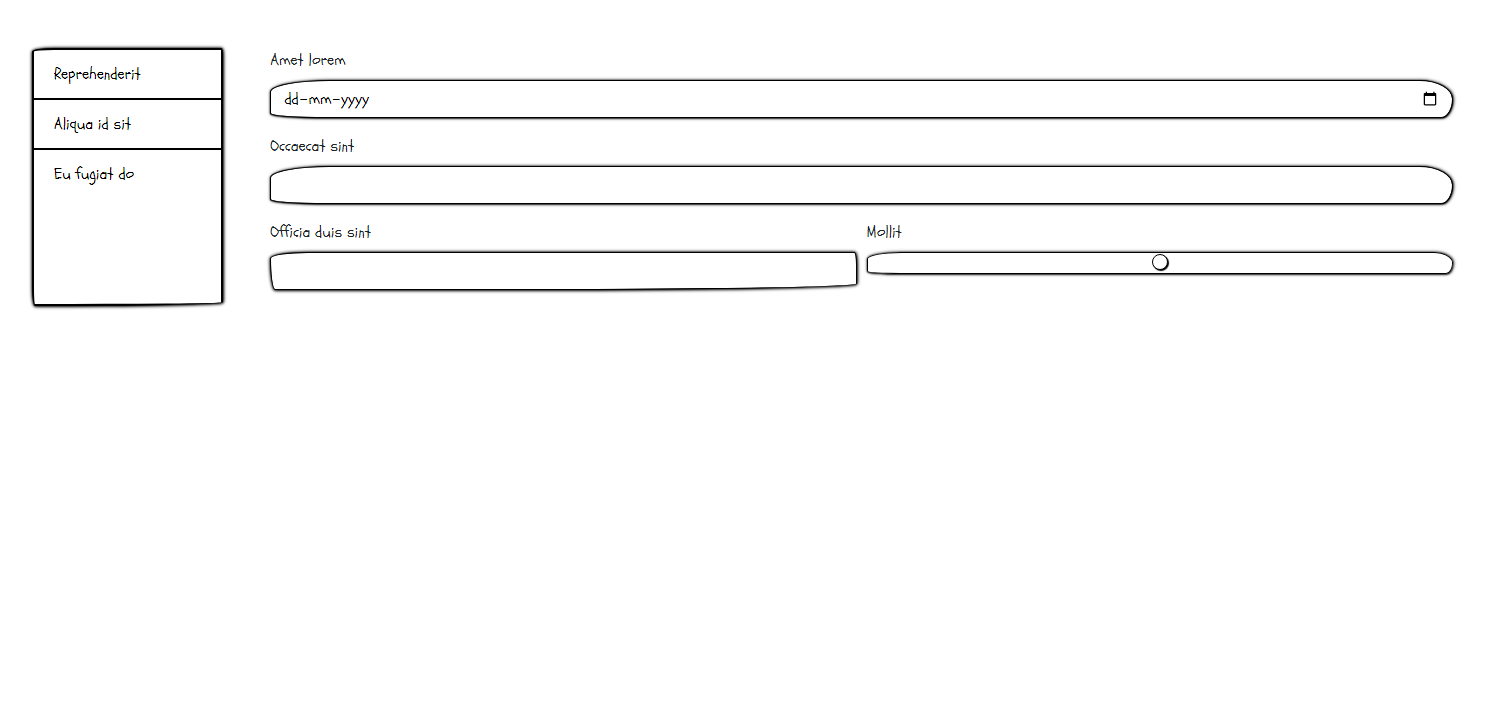 Reprehenderit
Aliqua id sit
Eu fugiat do
Amet lorem
dd-mm-yyyy
Occaecat sint
Officia duis sint
Mollit